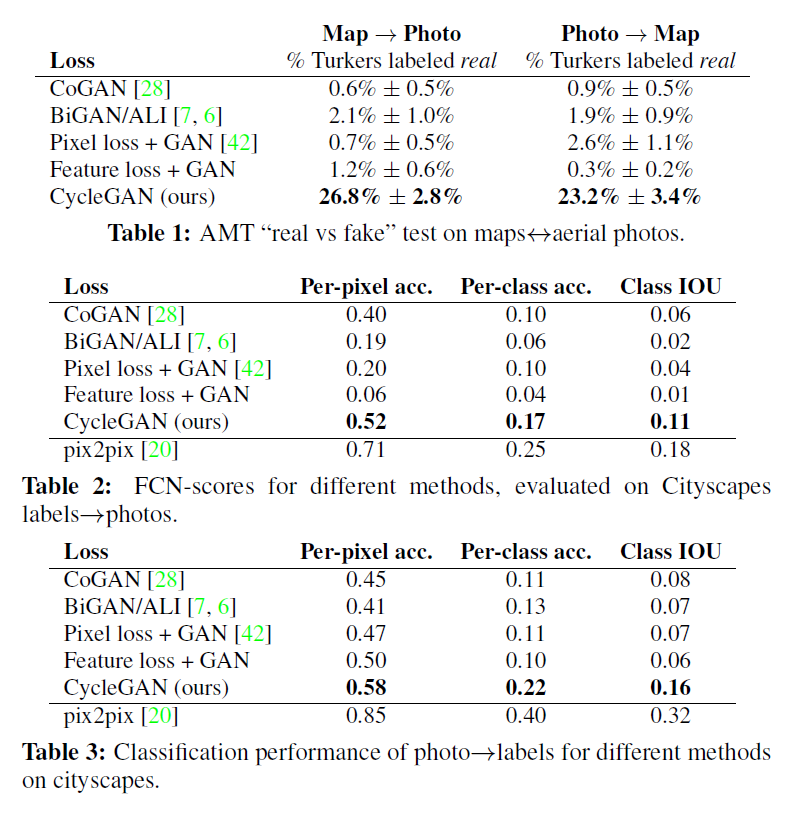 Map → Photo Photo → Map
Loss % Turkers labeled real % Turkers labeled real
CoGAN [28] 0.6% ± 0.5% 0.9% ± 0.5%
BiGAN/ALI [7, 6] 2.1% ± 1.0% 1.9% ± 0.9%
Pixel loss + GAN [42] 0.7% ± 0.5% 2.6% ± 1.1%
Feature loss + GAN 1.2% ± 0.6% 0.3% ± 0.2%
CycleGAN (ours) 26.8% ± 2.8% 23.2% ± 3.4%
Table 1: AMT “real vs fake” test on maps↔aerial photos.
Loss Per-pixel acc. Per-class acc. Class IOU
CoGAN [28] 0.40 0.10 0.06
BiGAN/ALI [7, 6] 0.19 0.06 0.02
Pixel loss + GAN [42] 0.20 0.10 0.04
Feature loss + GAN 0.06 0.04 0.01
CycleGAN (ours) 0.52 0.17 0.11
pix2pix [20] 0.71 0.25 0.18
Table 2: FCN-scores for different methods, evaluated on Cityscapes
labels→photos.
Loss Per-pixel acc. Per-class acc. Class IOU
CoGAN [28] 0.45 0.11 0.08
BiGAN/ALI [7, 6] 0.41 0.13 0.07
Pixel loss + GAN [42] 0.47 0.11 0.07
Feature loss + GAN 0.50 0.10 0.06
CycleGAN (ours) 0.58 0.22 0.16
pix2pix [20] 0.85 0.40 0.32
Table 3: Classification performance of photo→labels for different methods
on cityscapes.